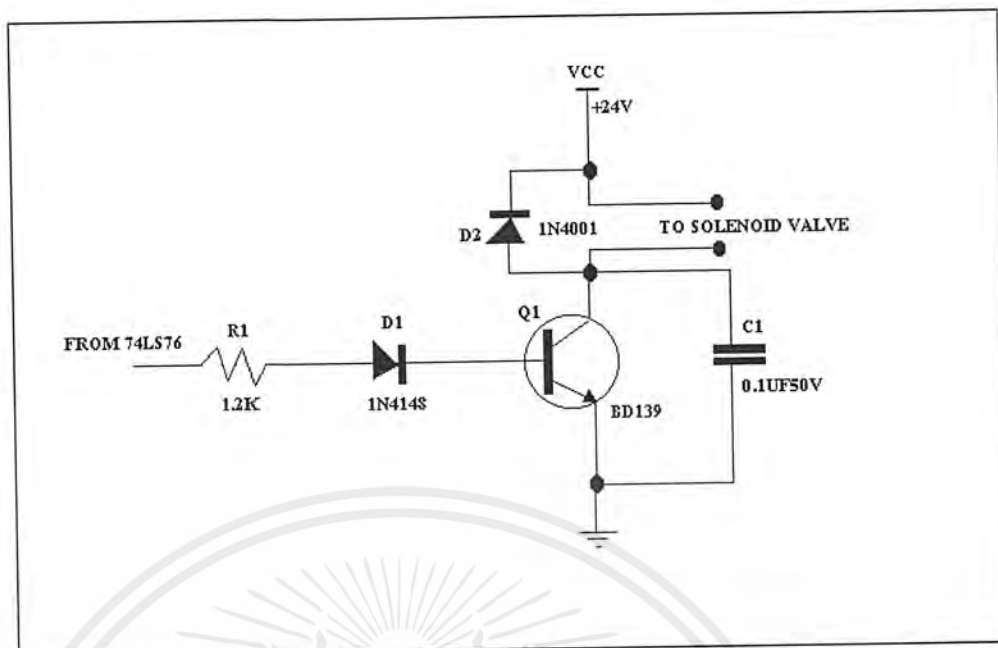 VCC
+24V
D2
1N4001
TO SOLENOID VALVE
Q1
C1
D1
R1
FROM 74LS76
0.1UF50V
1.2K
1N4148
BD139